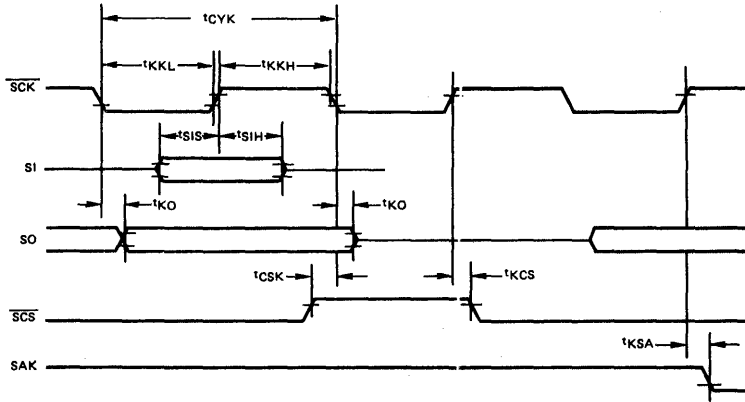 tCYK
tKKL
tKKH
SCK
tSIS
tSIH
SI
tKO
tKO
SO
tCSK
tKCS
SCS
tKSA
SAK